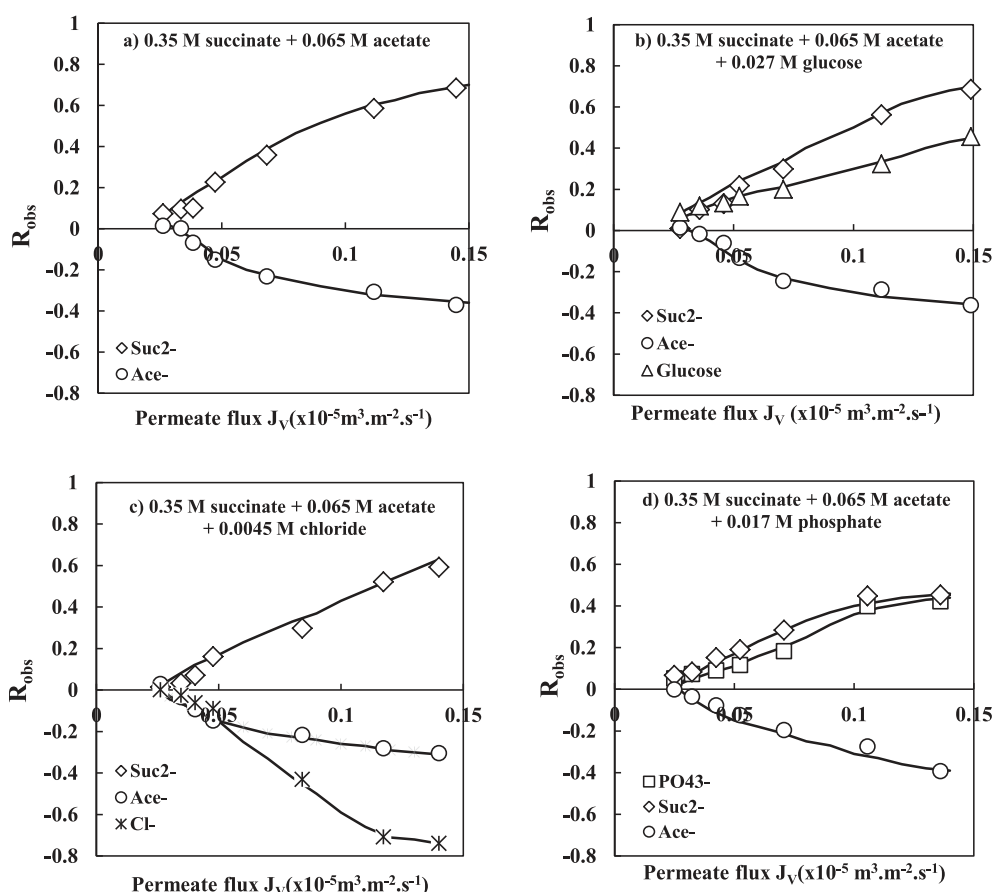 a) 0.35 M succinate + 0.065 M acetate
1
0.8
0.6
0.4
0.2
0
-0.2
-0.4
-0.6
-0.8
R_obs
0 0.05 0.1 0.15
Suc2-
Ace-
Permeate flux J_V(x10⁻⁵m³.m⁻².s⁻¹)
b) 0.35 M succinate + 0.065 M acetate
+ 0.027 M glucose
1
0.8
0.6
0.4
0.2
0
-0.2
-0.4
-0.6
-0.8
R_obs
0 0.05 0.1 0.15
Suc2-
Ace-
Glucose
Permeate flux J_V (x10⁻⁵ m³.m⁻².s⁻¹)
c) 0.35 M succinate + 0.065 M acetate
+ 0.0045 M chloride
1
0.8
0.6
0.4
0.2
0
-0.2
-0.4
-0.6
-0.8
R_obs
0 0.05 0.1 0.15
Suc2-
Ace-
Cl-
Permeate flux J_V(x10⁻⁵m³.m⁻².s⁻¹)
d) 0.35 M succinate + 0.065 M acetate
+ 0.017 M phosphate
1
0.8
0.6
0.4
0.2
0
-0.2
-0.4
-0.6
-0.8
R_obs
0 0.05 0.1 0.15
PO43-
Suc2-
Ace-
Permeate flux J_V (x10⁻⁵ m³.m⁻².s⁻¹)